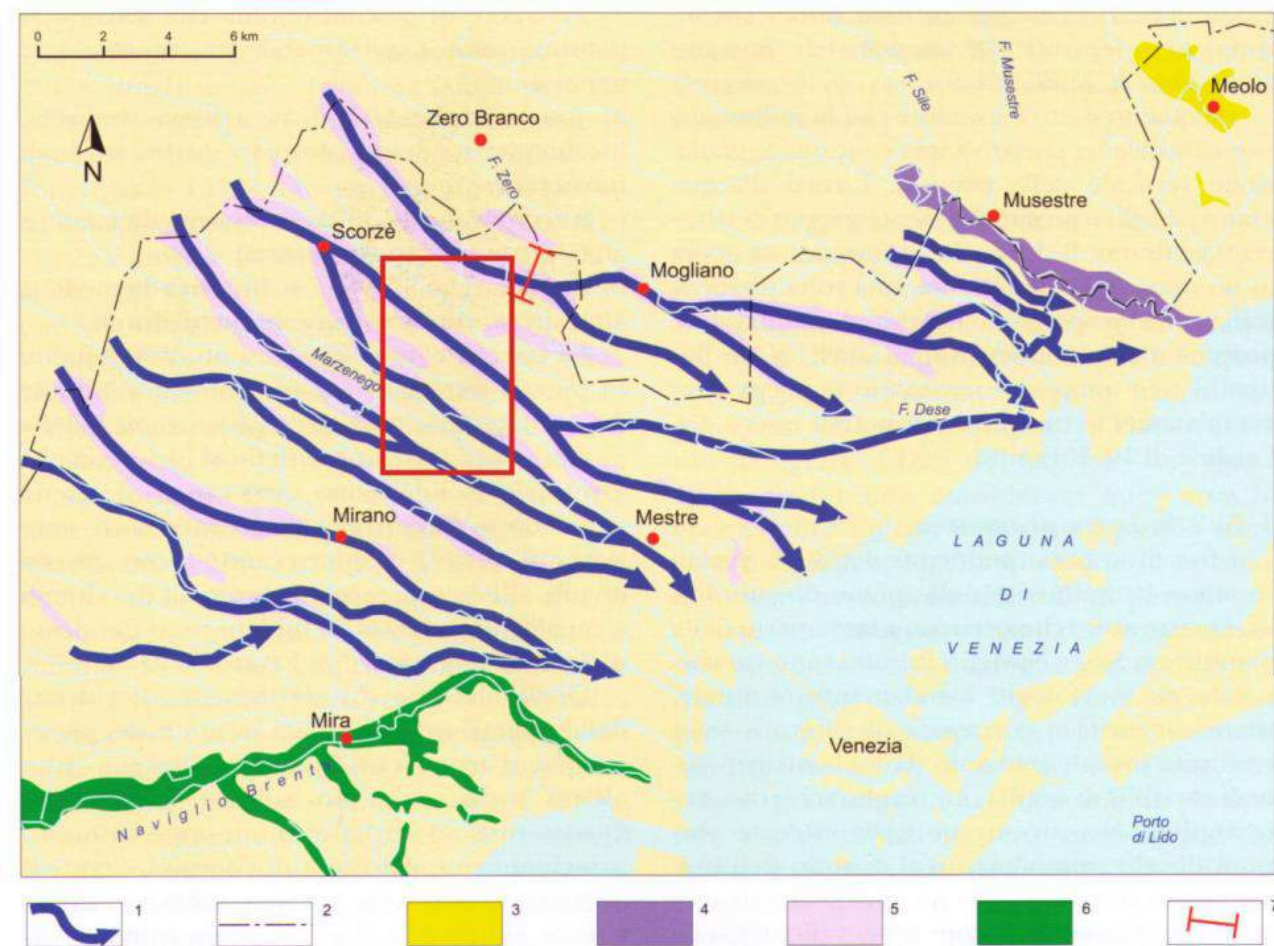 0 2 4 6 km
N
Zero Branco
F. Zero
F. Sile
F. Musestre
Meolo
Musestre
Scorzè
Mogliano
Marzenego
F. Dese
Mirano
Mestre
LAGUNA
DI
VENEZIA
Mira
Naviglio Brenta
Venezia
Porto
di Lido
1 2 3 4 5 6 7